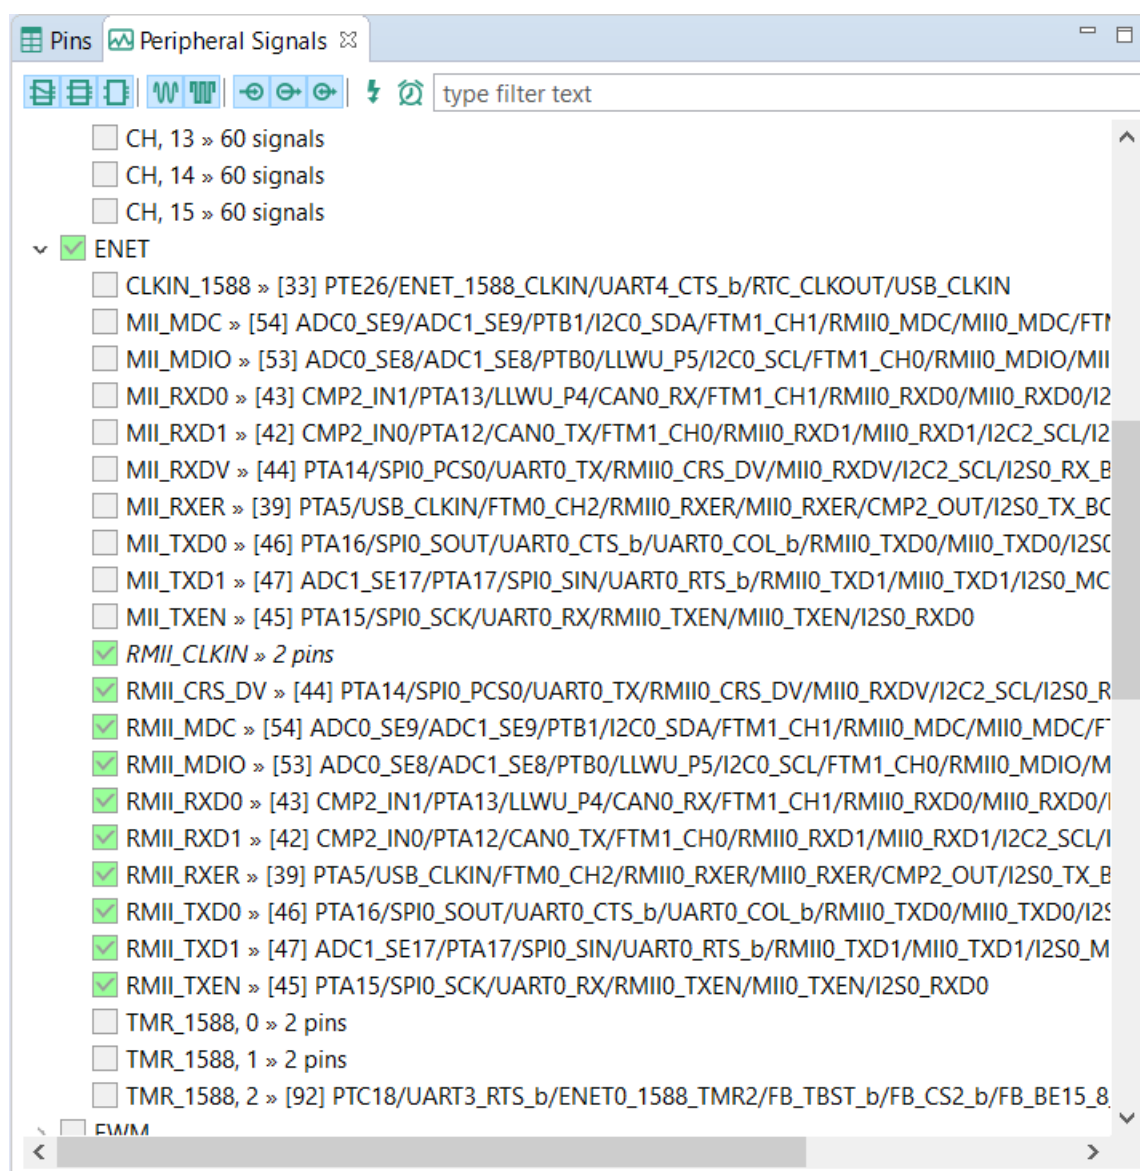 Pins Peripheral Signals
type filter text
CH, 13 » 60 signals
CH, 14 » 60 signals
CH, 15 » 60 signals
ENET
CLKIN_1588 » [33] PTE26/ENET_1588_CLKIN/UART4_CTS_b/RTC_CLKOUT/USB_CLKIN
MII_MDC » [54] ADC0_SE9/ADC1_SE9/PTB1/I2C0_SDA/FTM1_CH1/RMII0_MDC/MII0_MDC/FTM
MII_MDIO » [53] ADC0_SE8/ADC1_SE8/PTB0/LLWU_P5/I2C0_SCL/FTM1_CH0/RMII0_MDIO/MII
MII_RXD0 » [43] CMP2_IN1/PTA13/LLWU_P4/CAN0_RX/FTM1_CH1/RMII0_RXD0/MII0_RXD0/I2
MII_RXD1 » [42] CMP2_IN0/PTA12/CAN0_TX/FTM1_CH0/RMII0_RXD1/MII0_RXD1/I2C2_SCL/I2
MII_RXDV » [44] PTA14/SPI0_PCS0/UART0_TX/RMII0_CRS_DV/MII0_RXDV/I2C2_SCL/I2S0_RX_B
MII_RXER » [39] PTA5/USB_CLKIN/FTM0_CH2/RMII0_RXER/MII0_RXER/CMP2_OUT/I2S0_TX_BC
MII_TXD0 » [46] PTA16/SPI0_SOUT/UART0_CTS_b/UART0_COL_b/RMII0_TXD0/MII0_TXD0/I2S0
MII_TXD1 » [47] ADC1_SE17/PTA17/SPI0_SIN/UART0_RTS_b/RMII0_TXD1/MII0_TXD1/I2S0_MC
MII_TXEN » [45] PTA15/SPI0_SCK/UART0_RX/RMII0_TXEN/MII0_TXEN/I2S0_RXD0
RMII_CLKIN » 2 pins
RMII_CRS_DV » [44] PTA14/SPI0_PCS0/UART0_TX/RMII0_CRS_DV/MII0_RXDV/I2C2_SCL/I2S0_R
RMII_MDC » [54] ADC0_SE9/ADC1_SE9/PTB1/I2C0_SDA/FTM1_CH1/RMII0_MDC/MII0_MDC/FT
RMII_MDIO » [53] ADC0_SE8/ADC1_SE8/PTB0/LLWU_P5/I2C0_SCL/FTM1_CH0/RMII0_MDIO/M
RMII_RXD0 » [43] CMP2_IN1/PTA13/LLWU_P4/CAN0_RX/FTM1_CH1/RMII0_RXD0/MII0_RXD0/I
RMII_RXD1 » [42] CMP2_IN0/PTA12/CAN0_TX/FTM1_CH0/RMII0_RXD1/MII0_RXD1/I2C2_SCL/I
RMII_RXER » [39] PTA5/USB_CLKIN/FTM0_CH2/RMII0_RXER/MII0_RXER/CMP2_OUT/I2S0_TX_B
RMII_TXD0 » [46] PTA16/SPI0_SOUT/UART0_CTS_b/UART0_COL_b/RMII0_TXD0/MII0_TXD0/I2S
RMII_TXD1 » [47] ADC1_SE17/PTA17/SPI0_SIN/UART0_RTS_b/RMII0_TXD1/MII0_TXD1/I2S0_M
RMII_TXEN » [45] PTA15/SPI0_SCK/UART0_RX/RMII0_TXEN/MII0_TXEN/I2S0_RXD0
TMR_1588, 0 » 2 pins
TMR_1588, 1 » 2 pins
TMR_1588, 2 » [92] PTC18/UART3_RTS_b/ENET0_1588_TMR2/FB_TBST_b/FB_CS2_b/FB_BE15_8_
EWM